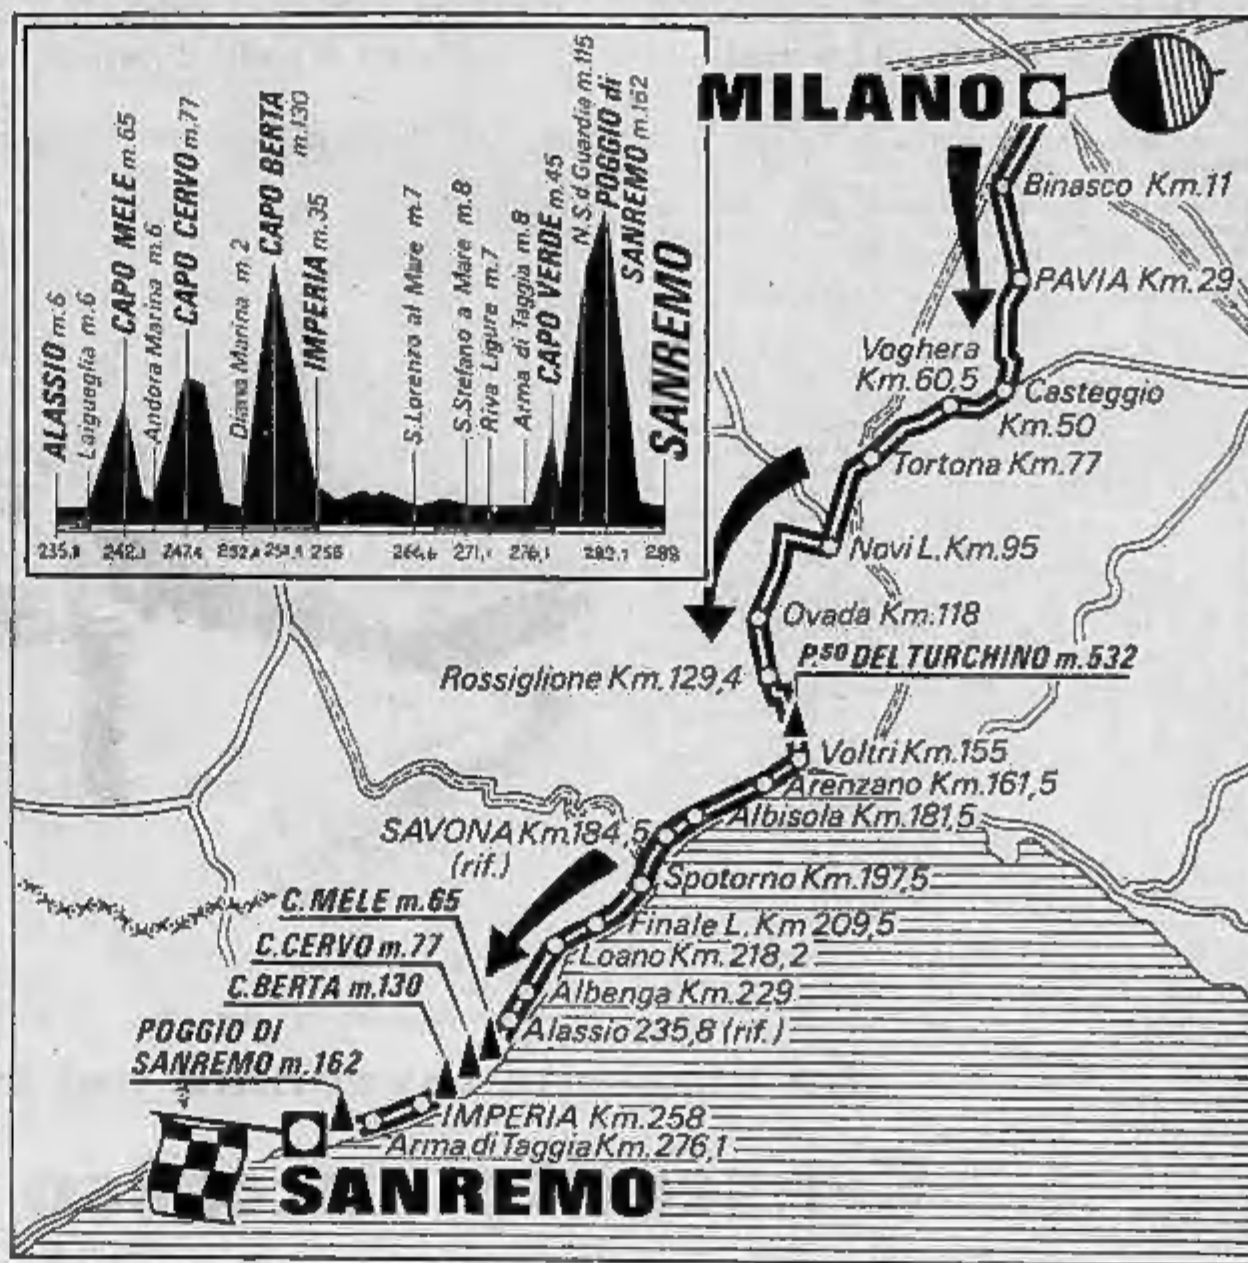 ALASSIO m.6
Laigueglia m.6
CAPO MELE m.65
Andora Marina m.6
CAPO CERVO m.77
Diano Marina m.2
CAPO BERTA
m.130
IMPERIA m.35
S.Lorenzo al Mare m.7
S.Stefano a Mare m.8
Riva Ligure m.7
Arma di Taggia m.8
CAPO VERDE m.45
N.S.d.Guardia m.115
POGGIO di
SANREMO m.162
SANREMO
235,8 242,1 247,4 258 271,1 276,1 289
MILANO
Binasco Km.11
PAVIA Km.29
Voghera
Km.60,5
Casteggio
Km.50
Tortona Km.77
Novi L.Km.95
Ovada Km.118
P.SO DEL TURCHINO m.532
Rossiglione Km.129,4
Voltri Km.155
Arenzano Km.161,5
Albisola Km.181,5
SAVONA Km.184,5
(rif.)
Spotorno Km.197,5
C.MELE m.65
Finale L. Km 209,5
C.CERVO m.77
Loano Km.218,2
C.BERTA m.130
Albenga Km.229
Alassio 235,8 (rif.)
POGGIO DI
SANREMO m.162
IMPERIA Km.258
Arma di Taggia Km.276,1
SANREMO